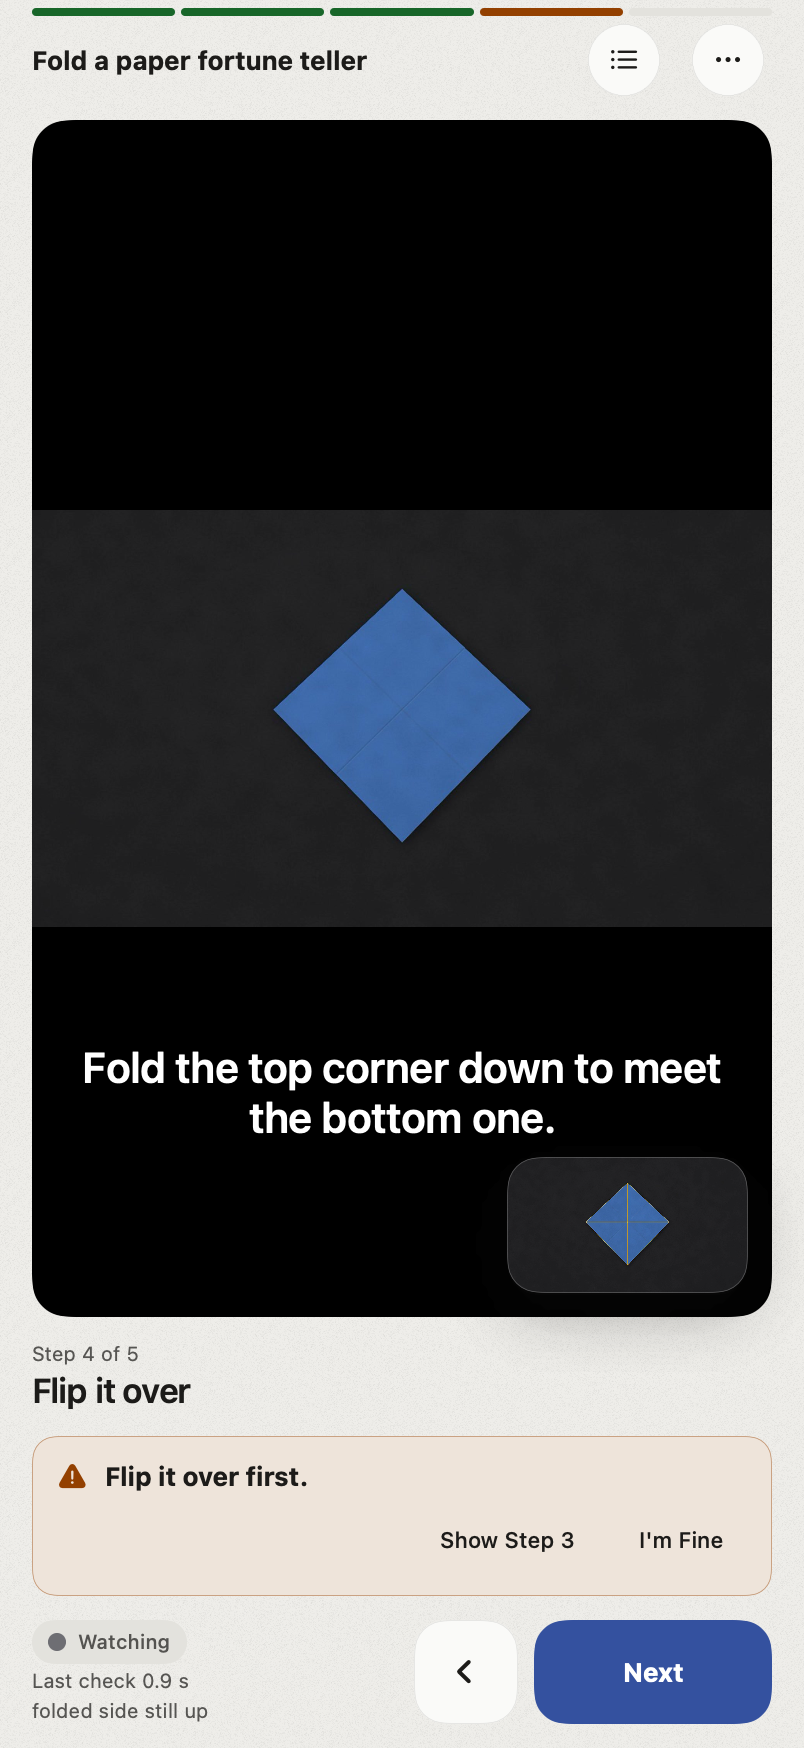 Fold a paper fortune teller
Fold the top corner down to meet
the bottom one.
Step 4 of 5
Flip it over
Flip it over first.
Show Step 3
I'm Fine
Watching
Last check 0.9 s
folded side still up
Next